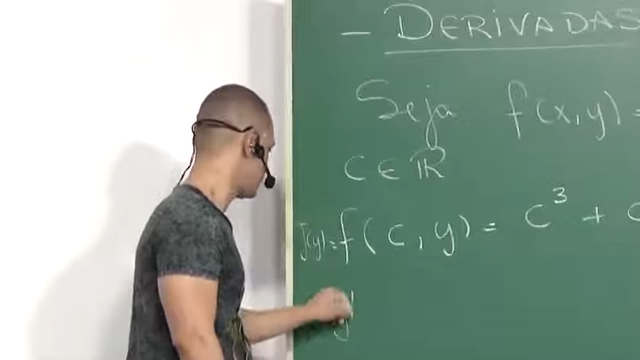 - DERIVADAS
Seja f(x,y)=
c ∈ ℝ
f(c,y) = c³ +